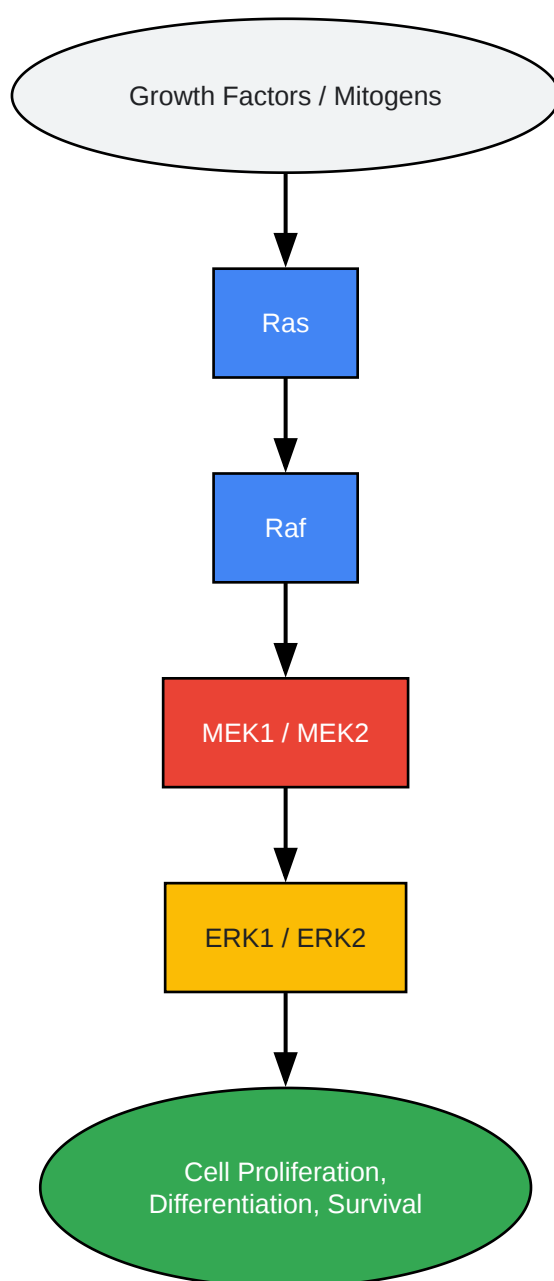 Growth Factors / Mitogens
Ras
Raf
MEK1 / MEK2
ERK1 / ERK2
Cell Proliferation,
Differentiation, Survival